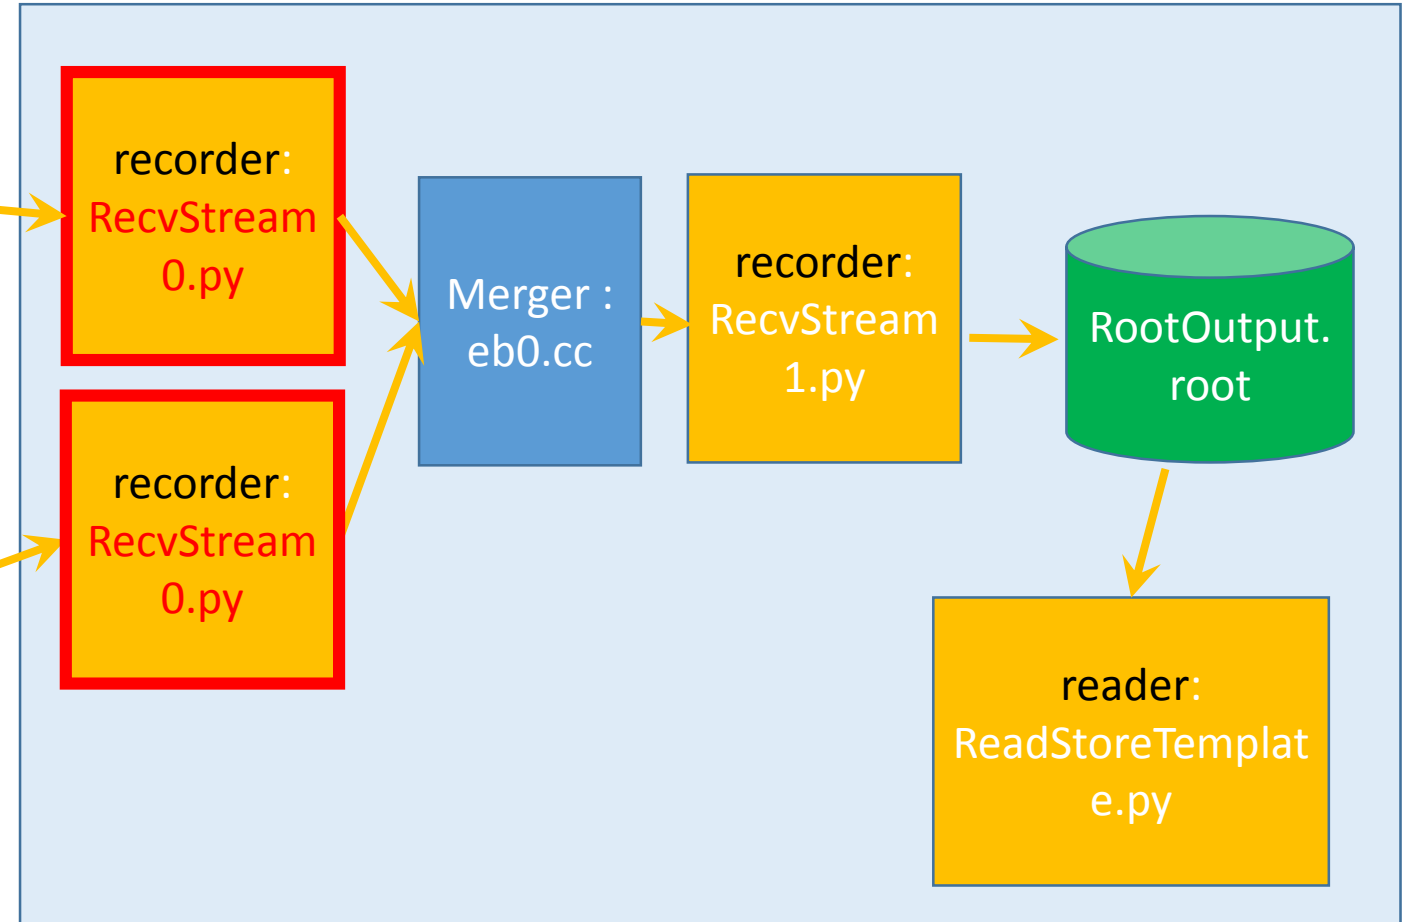 recorder:
RecvStream
0.py
recorder:
RecvStream
0.py
Merger :
eb0.cc
recorder:
RecvStream
1.py
RootOutput.
root
reader:
ReadStoreTemplat
e.py